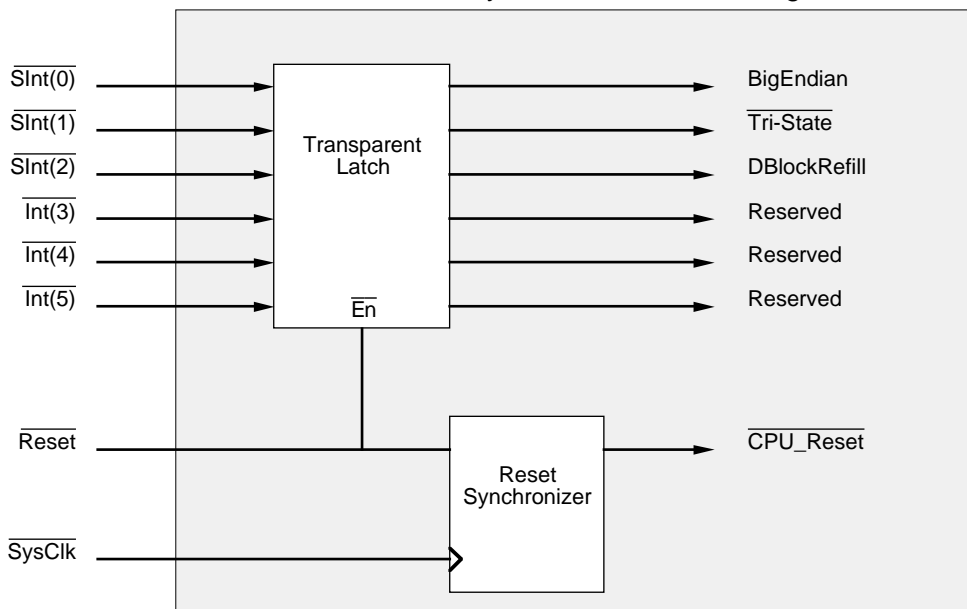 SInt(0) BigEndian
SInt(1) Tri-State
Transparent
Latch
SInt(2) DBlockRefill
Int(3) Reserved
Int(4) Reserved
Int(5) Reserved
En
Reset CPU_Reset
Reset
Synchronizer
SysClk